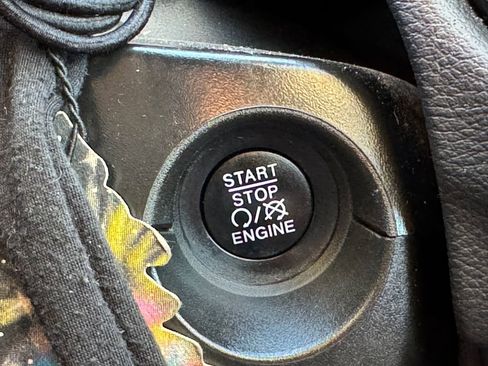 START
STOP
/
ENGINE